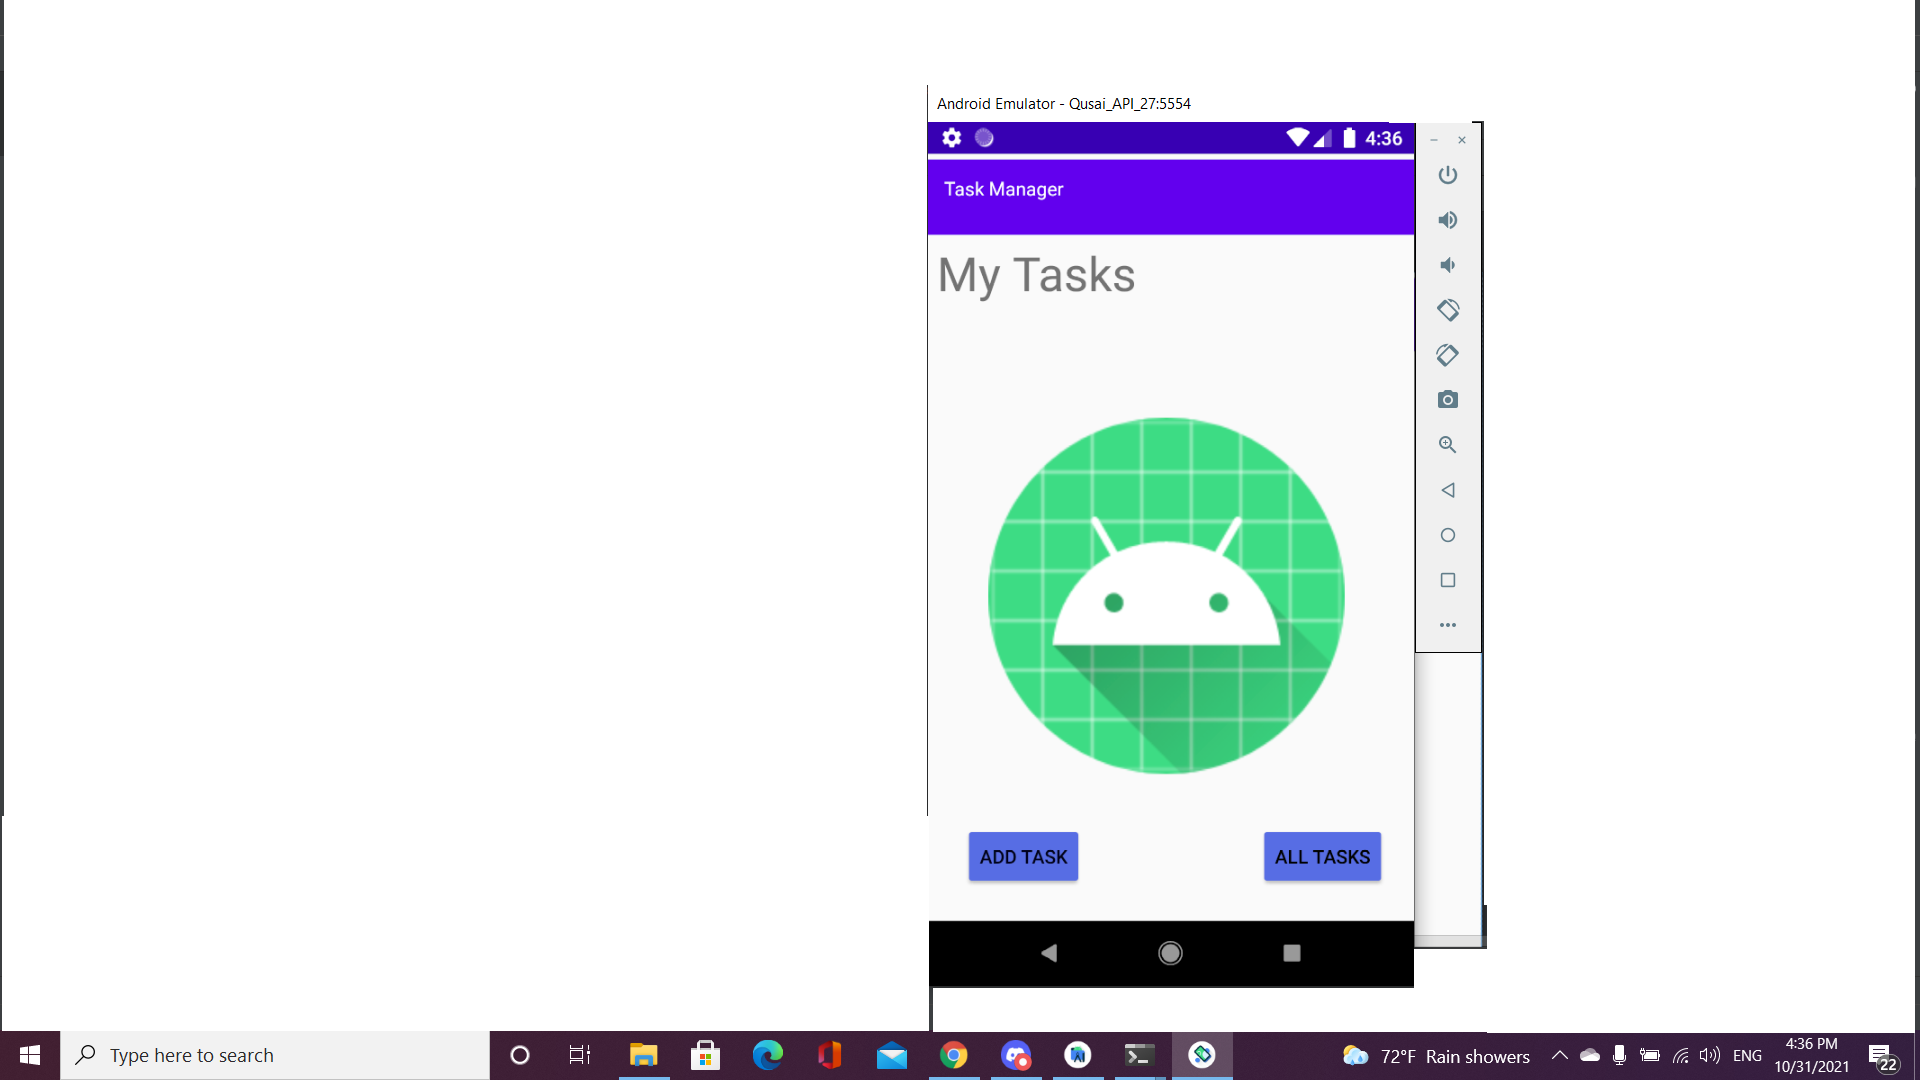 Android Emulator - Qusai_API_27:5554
4:36
Task Manager
My Tasks
ADD TASK
ALL TASKS
Type here to search
72°F Rain showers
ENG
4:36 PM
10/31/2021
22